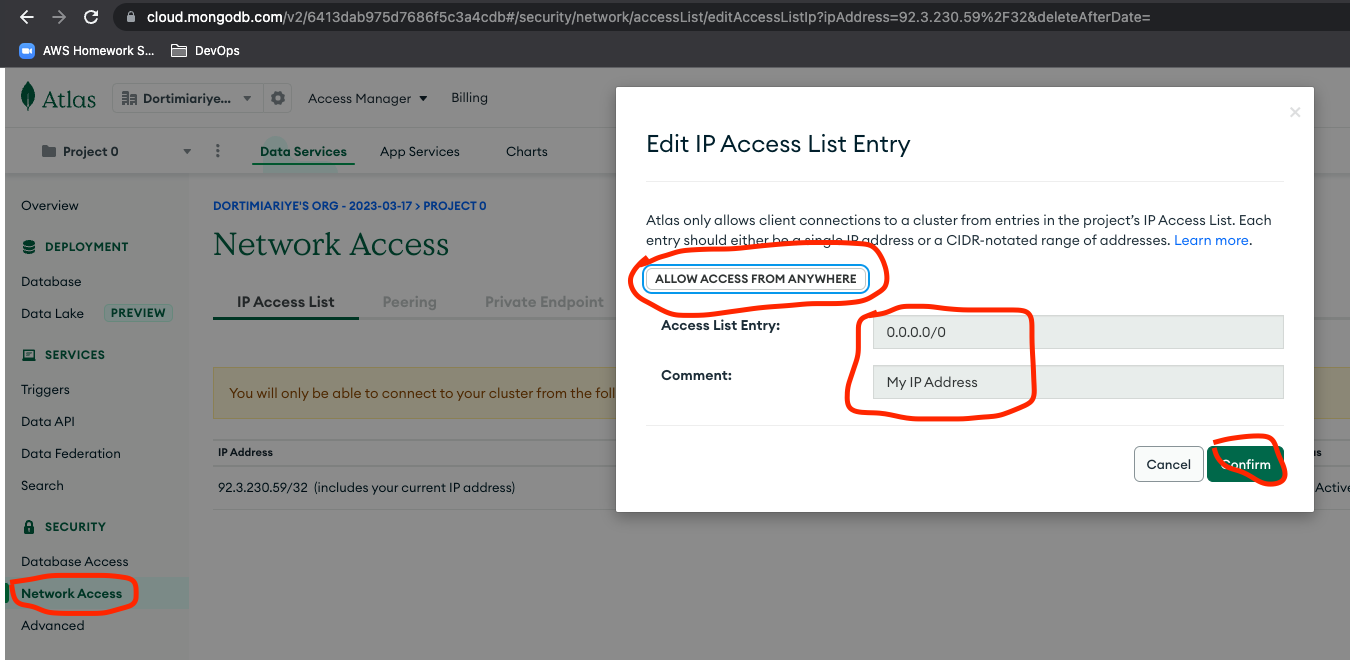 cloud.mongodb.com/v2/6413dab975d7686f5c3a4cdb#/security/network/accessList/editAccessListIp?ipAddress=92.3.230.59%2F32&deleteAfterDate=
AWS Homework S... DevOps
Atlas Dortimiariye... Access Manager Billing
Project 0 Data Services App Services Charts
Overview
DEPLOYMENT
Database
Data Lake PREVIEW
SERVICES
Triggers
Data API
Data Federation
Search
SECURITY
Database Access
Network Access
Advanced
DORTIMIARIYE'S ORG - 2023-03-17 > PROJECT 0
Network Access
IP Access List Peering Private Endpoint
You will only be able to connect to your cluster from the foll
IP Address
92.3.230.59/32 (includes your current IP address)
Active
Edit IP Access List Entry
Atlas only allows client connections to a cluster from entries in the project's IP Access List. Each
entry should either be a single IP address or a CIDR-notated range of addresses. Learn more.
ALLOW ACCESS FROM ANYWHERE
Access List Entry: 0.0.0.0/0
Comment: My IP Address
Cancel Confirm